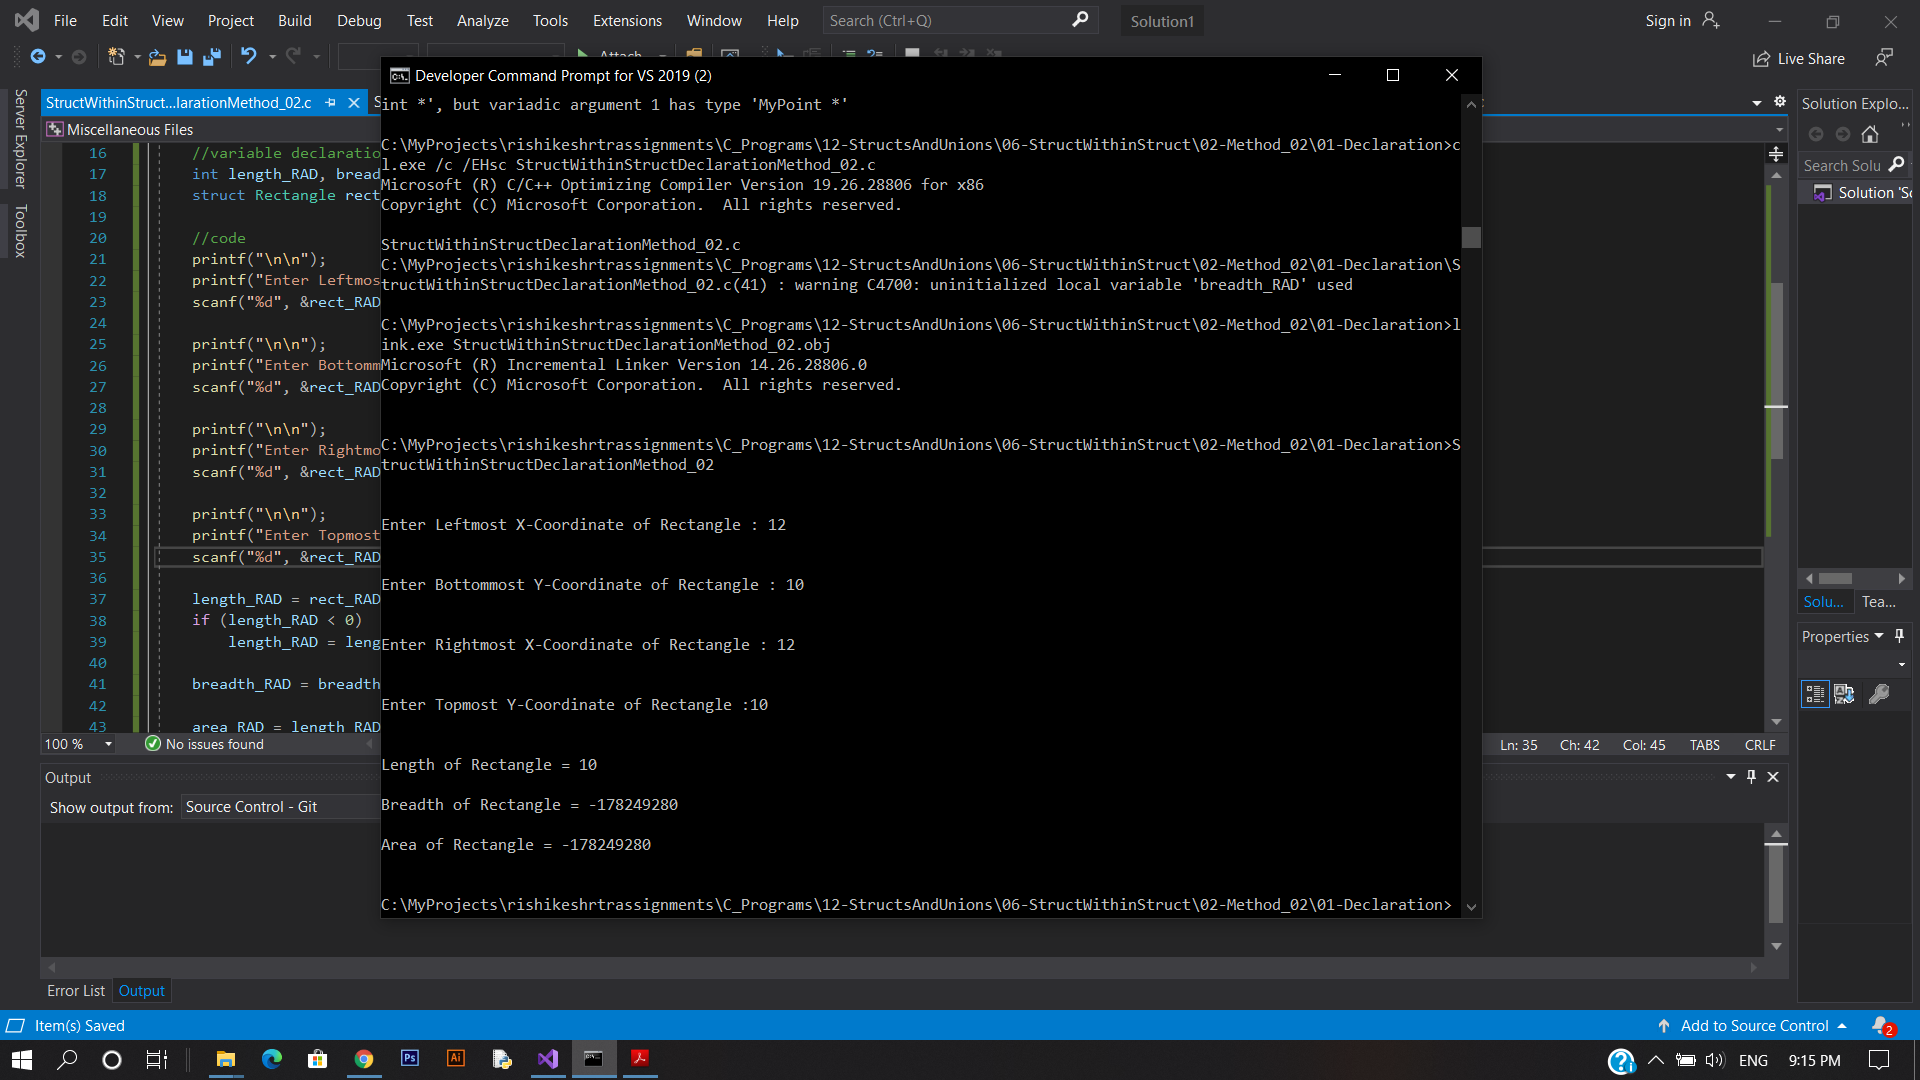 File Edit View Project Build Debug Test Analyze Tools Extensions Window Help Search (Ctrl+Q) Solution1 Sign in
Attach
Live Share
Server Explorer
Toolbox
StructWithinStruct...larationMethod_02.c
Miscellaneous Files
16 //variable declaratio
17 int length_RAD, bread
18 struct Rectangle rect
19
20 //code
21 printf("\n\n");
22 printf("Enter Leftmos
23 scanf("%d", &rect_RAD
24
25 printf("\n\n");
26 printf("Enter Bottomm
27 scanf("%d", &rect_RAD
28
29 printf("\n\n");
30 printf("Enter Rightmo
31 scanf("%d", &rect_RAD
32
33 printf("\n\n");
34 printf("Enter Topmost
35 scanf("%d", &rect_RAD
36
37 length_RAD = rect_RAD
38 if (length_RAD < 0)
39 length_RAD = leng
40
41 breadth_RAD = breadth
42
43 area_RAD = length_RAD
100 % No issues found
Ln: 35 Ch: 42 Col: 45 TABS CRLF
Developer Command Prompt for VS 2019 (2)
int *', but variadic argument 1 has type 'MyPoint *'
C:\MyProjects\rishikeshrtrassignments\C_Programs\12-StructsAndUnions\06-StructWithinStruct\02-Method_02\01-Declaration>c
l.exe /c /EHsc StructWithinStructDeclarationMethod_02.c
Microsoft (R) C/C++ Optimizing Compiler Version 19.26.28806 for x86
Copyright (C) Microsoft Corporation.  All rights reserved.
StructWithinStructDeclarationMethod_02.c
C:\MyProjects\rishikeshrtrassignments\C_Programs\12-StructsAndUnions\06-StructWithinStruct\02-Method_02\01-Declaration\S
tructWithinStructDeclarationMethod_02.c(41) : warning C4700: uninitialized local variable 'breadth_RAD' used
C:\MyProjects\rishikeshrtrassignments\C_Programs\12-StructsAndUnions\06-StructWithinStruct\02-Method_02\01-Declaration>l
ink.exe StructWithinStructDeclarationMethod_02.obj
Microsoft (R) Incremental Linker Version 14.26.28806.0
Copyright (C) Microsoft Corporation.  All rights reserved.
C:\MyProjects\rishikeshrtrassignments\C_Programs\12-StructsAndUnions\06-StructWithinStruct\02-Method_02\01-Declaration>S
tructWithinStructDeclarationMethod_02
Enter Leftmost X-Coordinate of Rectangle : 12
Enter Bottommost Y-Coordinate of Rectangle : 10
Enter Rightmost X-Coordinate of Rectangle : 12
Enter Topmost Y-Coordinate of Rectangle :10
Length of Rectangle = 10
Breadth of Rectangle = -178249280
Area of Rectangle = -178249280
C:\MyProjects\rishikeshrtrassignments\C_Programs\12-StructsAndUnions\06-StructWithinStruct\02-Method_02\01-Declaration>
Solution Explo...
Search Solu
Solution 'So
Solu... Tea...
Properties
Output
Show output from: Source Control - Git
Error List Output
Item(s) Saved
Add to Source Control 2
Ps Ai
ENG 9:15 PM